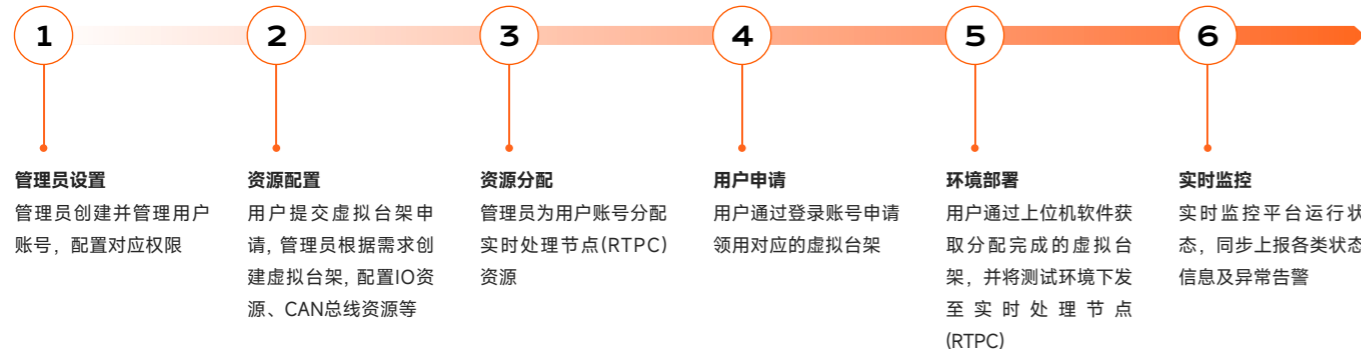 1
2
3
4
5
6
管理员设置
管理员创建并管理用户
账号，配置对应权限
资源配置
用户提交虚拟台架申
请, 管理员根据需求创
建虚拟台架, 配置IO资
源、CAN总线资源等
资源分配
管理员为用户账号分配
实时处理节点(RTPC)
资源
用户申请
用户通过登录账号申请
领用对应的虚拟台架
环境部署
用户通过上位机软件获
取分配完成的虚拟台
架，并将测试环境下发
至实时处理节点
(RTPC)
实时监控
实时监控平台运行状
态，同步上报各类状态
信息及异常告警